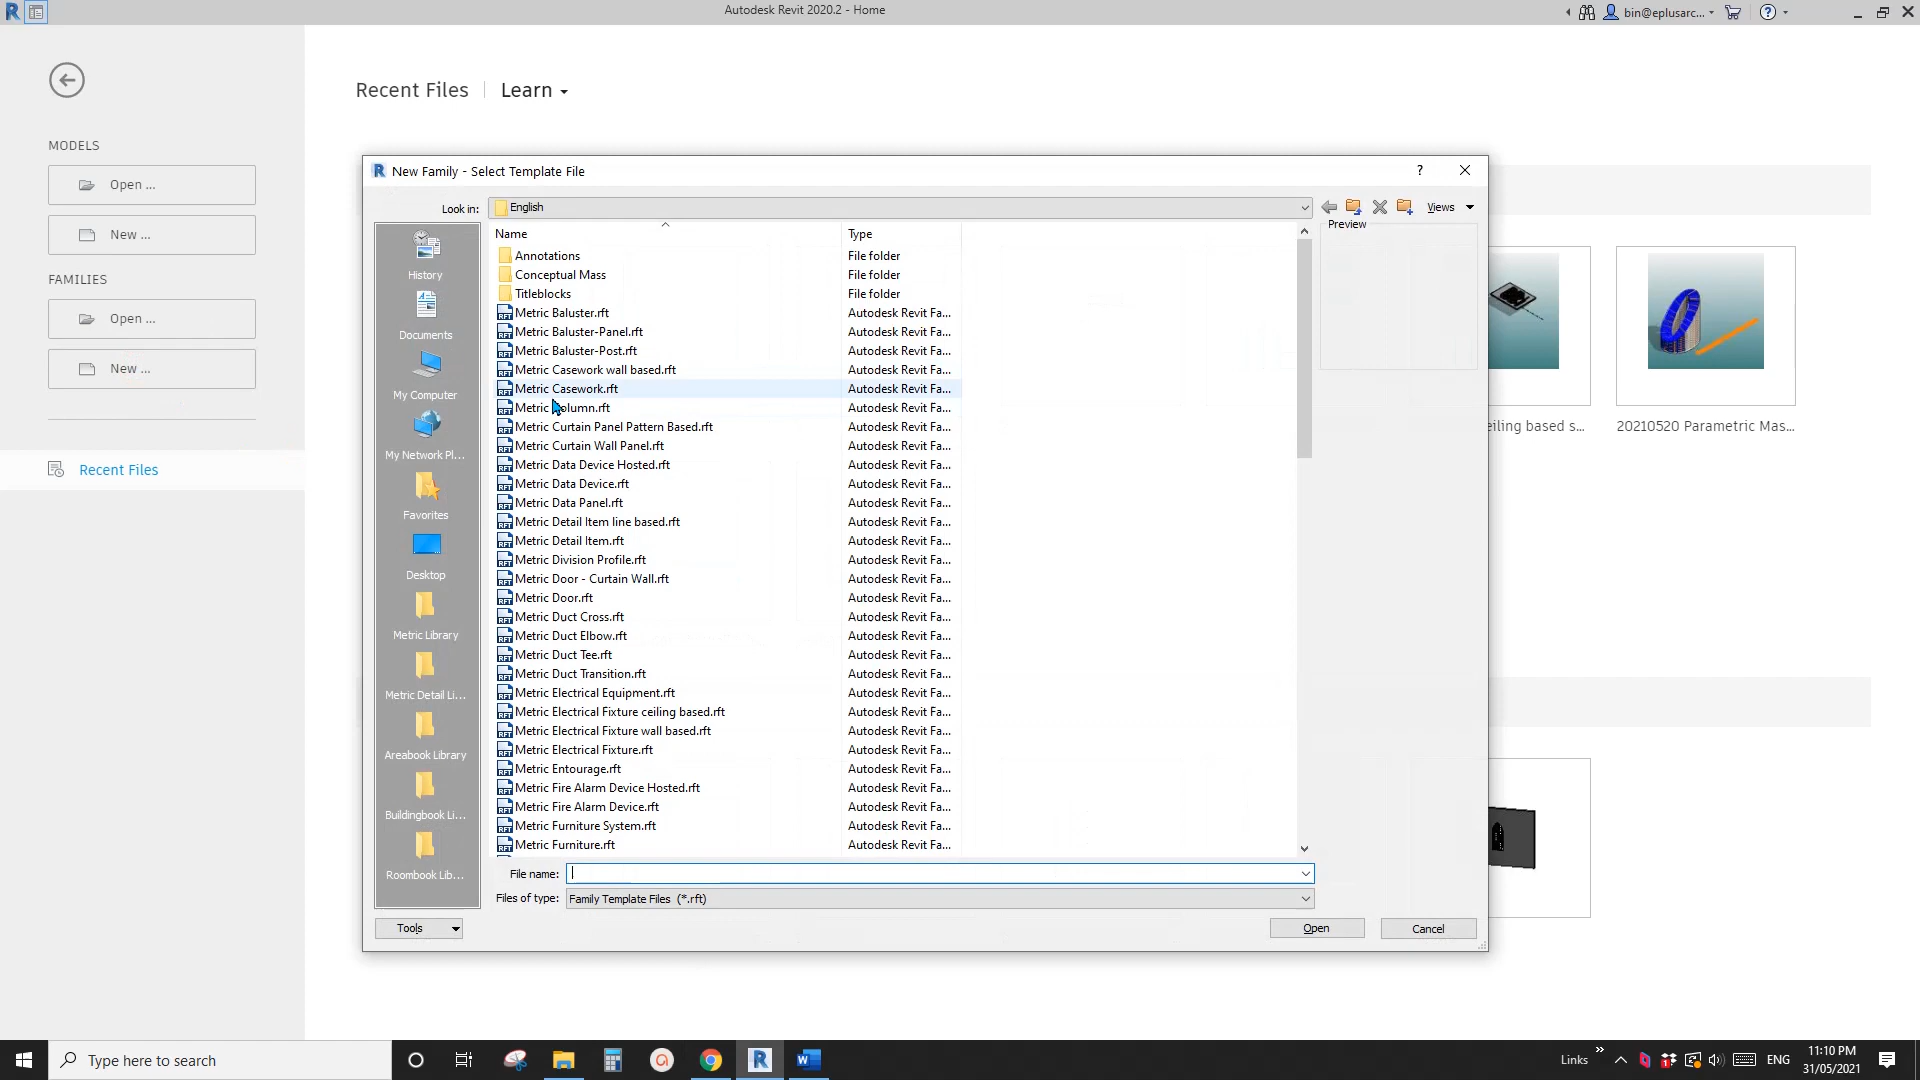 Autodesk Revit 2020.2 - Home
bin@eplusarc...
Recent Files
Learn
MODELS
Open ...
New ...
FAMILIES
Open ...
New ...
Recent Files
New Family - Select Template File
Look in:
English
Views
Preview
History
Documents
My Computer
My Network Pl...
Favorites
Desktop
Metric Library
Metric Detail Li...
Areabook Library
Buildingbook Li...
Roombook Lib...
Name Type
Annotations File folder
Conceptual Mass File folder
Titleblocks File folder
Metric Baluster.rft Autodesk Revit Fa...
Metric Baluster-Panel.rft Autodesk Revit Fa...
Metric Baluster-Post.rft Autodesk Revit Fa...
Metric Casework wall based.rft Autodesk Revit Fa...
Metric Casework.rft Autodesk Revit Fa...
Metric Column.rft Autodesk Revit Fa...
Metric Curtain Panel Pattern Based.rft Autodesk Revit Fa...
Metric Curtain Wall Panel.rft Autodesk Revit Fa...
Metric Data Device Hosted.rft Autodesk Revit Fa...
Metric Data Device.rft Autodesk Revit Fa...
Metric Data Panel.rft Autodesk Revit Fa...
Metric Detail Item line based.rft Autodesk Revit Fa...
Metric Detail Item.rft Autodesk Revit Fa...
Metric Division Profile.rft Autodesk Revit Fa...
Metric Door - Curtain Wall.rft Autodesk Revit Fa...
Metric Door.rft Autodesk Revit Fa...
Metric Duct Cross.rft Autodesk Revit Fa...
Metric Duct Elbow.rft Autodesk Revit Fa...
Metric Duct Tee.rft Autodesk Revit Fa...
Metric Duct Transition.rft Autodesk Revit Fa...
Metric Electrical Equipment.rft Autodesk Revit Fa...
Metric Electrical Fixture ceiling based.rft Autodesk Revit Fa...
Metric Electrical Fixture wall based.rft Autodesk Revit Fa...
Metric Electrical Fixture.rft Autodesk Revit Fa...
Metric Entourage.rft Autodesk Revit Fa...
Metric Fire Alarm Device Hosted.rft Autodesk Revit Fa...
Metric Fire Alarm Device.rft Autodesk Revit Fa...
Metric Furniture System.rft Autodesk Revit Fa...
Metric Furniture.rft Autodesk Revit Fa...
File name:
Files of type: Family Template Files (*.rft)
Tools
Open
Cancel
eiling based s...
20210520 Parametric Mas...
Type here to search
Links
ENG
11:10 PM
31/05/2021